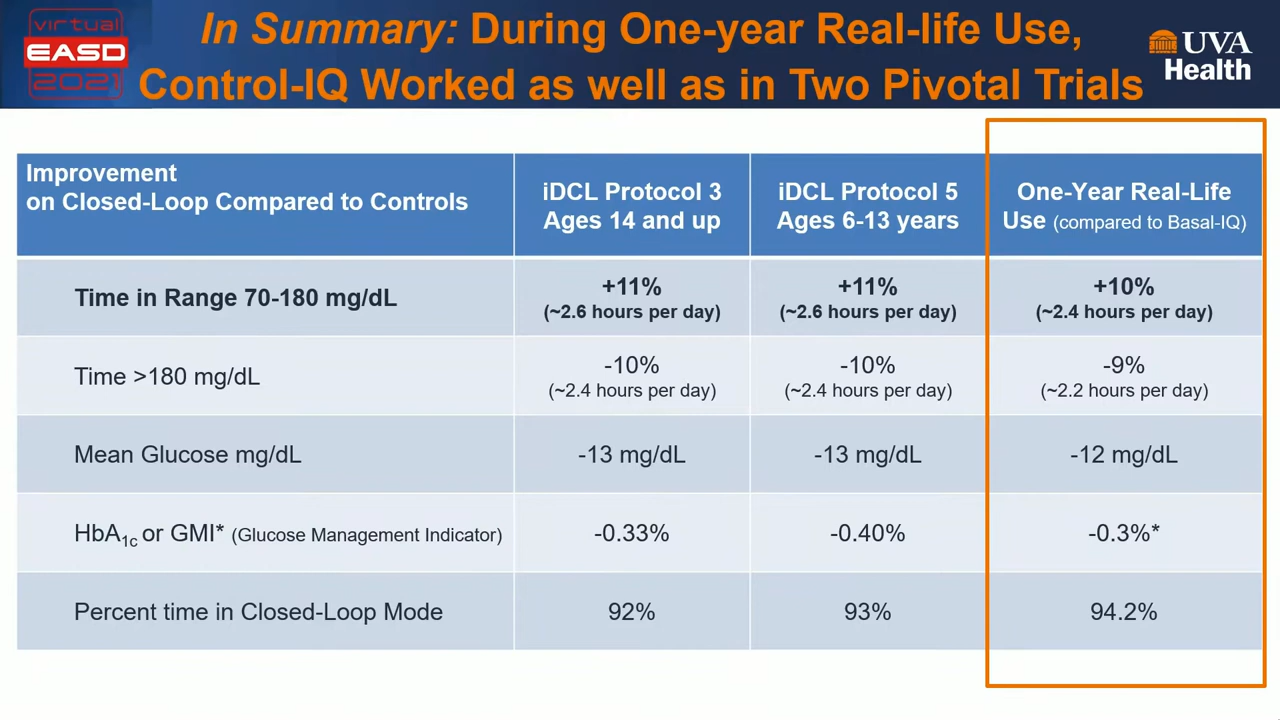 virtual
EASD
2021
In Summary: During One-year Real-life Use,
Control-IQ Worked as well as in Two Pivotal Trials
UVA
Health
Improvement
on Closed-Loop Compared to Controls
iDCL Protocol 3
Ages 14 and up
iDCL Protocol 5
Ages 6-13 years
One-Year Real-Life
Use (compared to Basal-IQ)
Time in Range 70-180 mg/dL
+11%
(~2.6 hours per day)
+11%
(~2.6 hours per day)
+10%
(~2.4 hours per day)
Time >180 mg/dL
-10%
(~2.4 hours per day)
-10%
(~2.4 hours per day)
-9%
(~2.2 hours per day)
Mean Glucose mg/dL
-13 mg/dL
-13 mg/dL
-12 mg/dL
HbA1c or GMI* (Glucose Management Indicator)
-0.33%
-0.40%
-0.3%*
Percent time in Closed-Loop Mode
92%
93%
94.2%